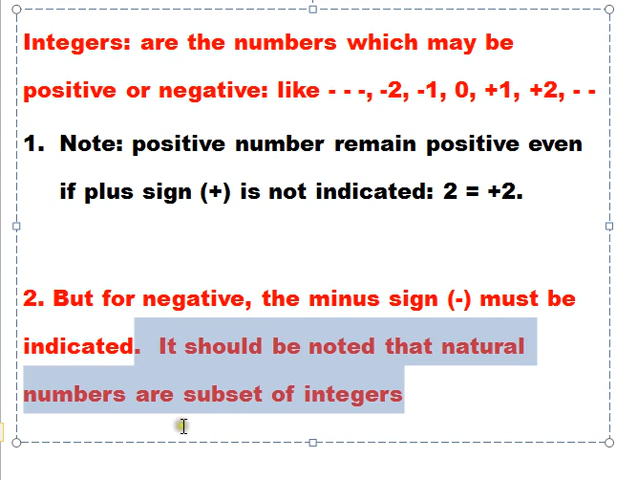 Integers: are the numbers which may be
positive or negative: like - - -, -2, -1, 0, +1, +2, - -
1. Note: positive number remain positive even
if plus sign (+) is not indicated: 2 = +2.
2. But for negative, the minus sign (-) must be
indicated. It should be noted that natural
numbers are subset of integers